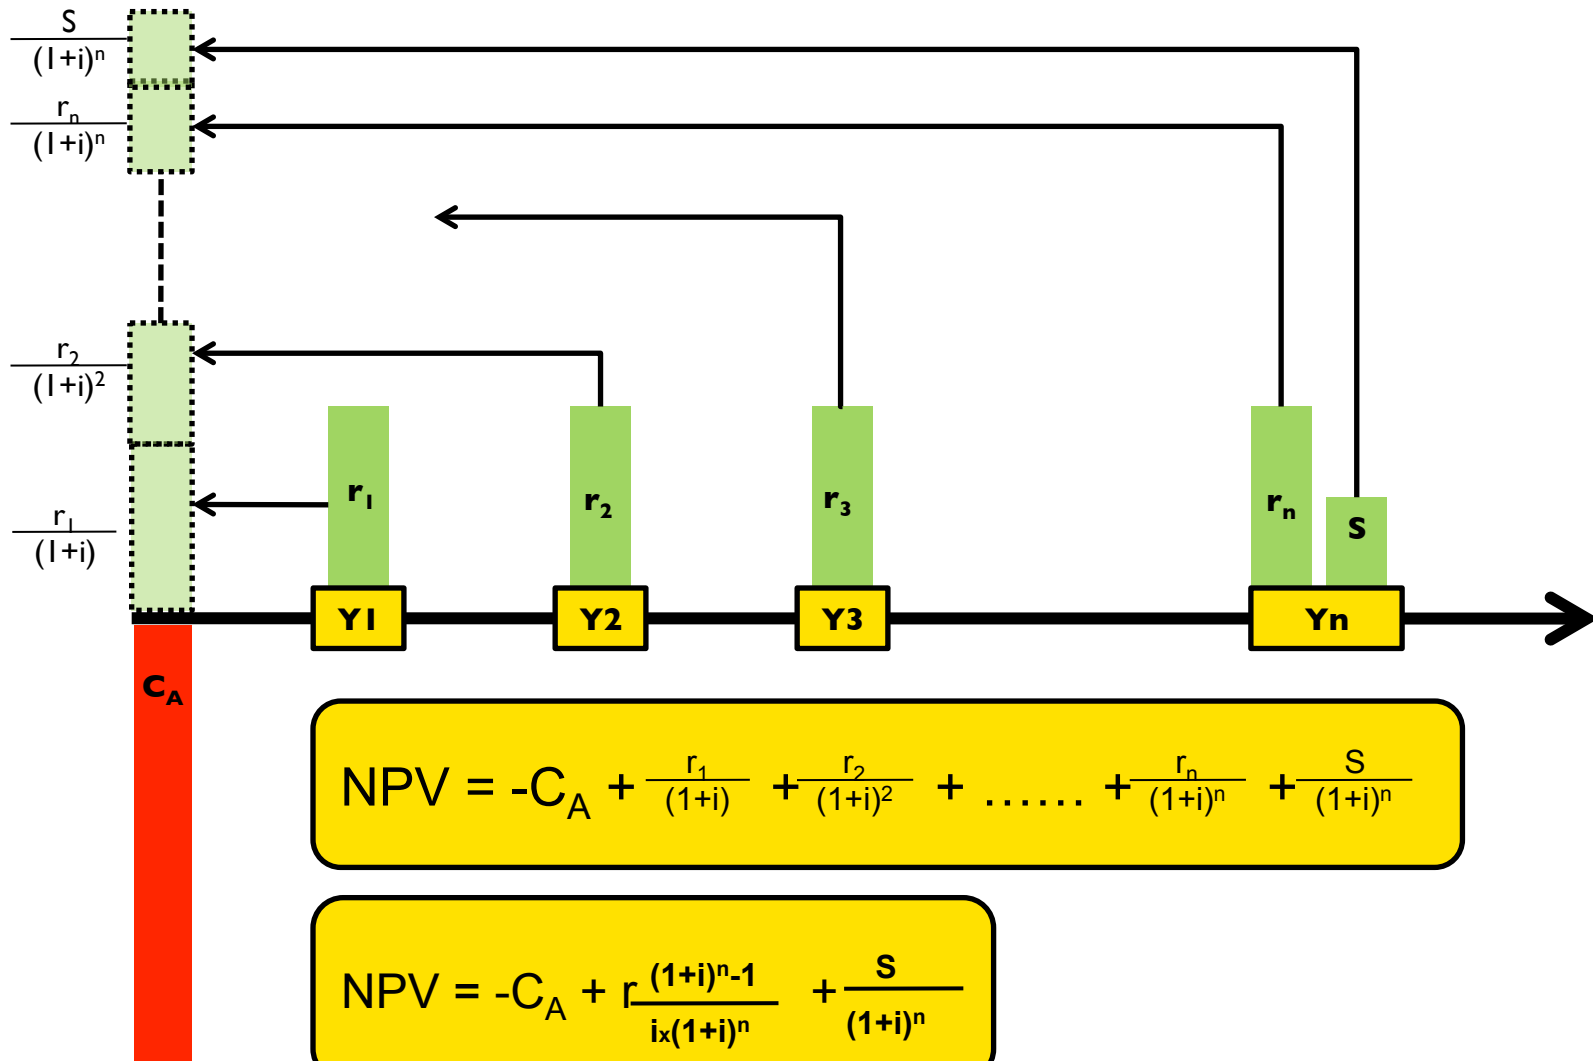 S
(1+i)ⁿ
rₙ
(1+i)ⁿ
r₂
(1+i)²
r₁
(1+i)
r₁
r₂
r₃
rₙ
S
Y1
Y2
Y3
Yn
C_A
NPV = -C_A + r₁/(1+i) + r₂/(1+i)² + ...... + rₙ/(1+i)ⁿ + S/(1+i)ⁿ
NPV = -C_A + r (1+i)ⁿ-1/iₓ(1+i)ⁿ + S/(1+i)ⁿ